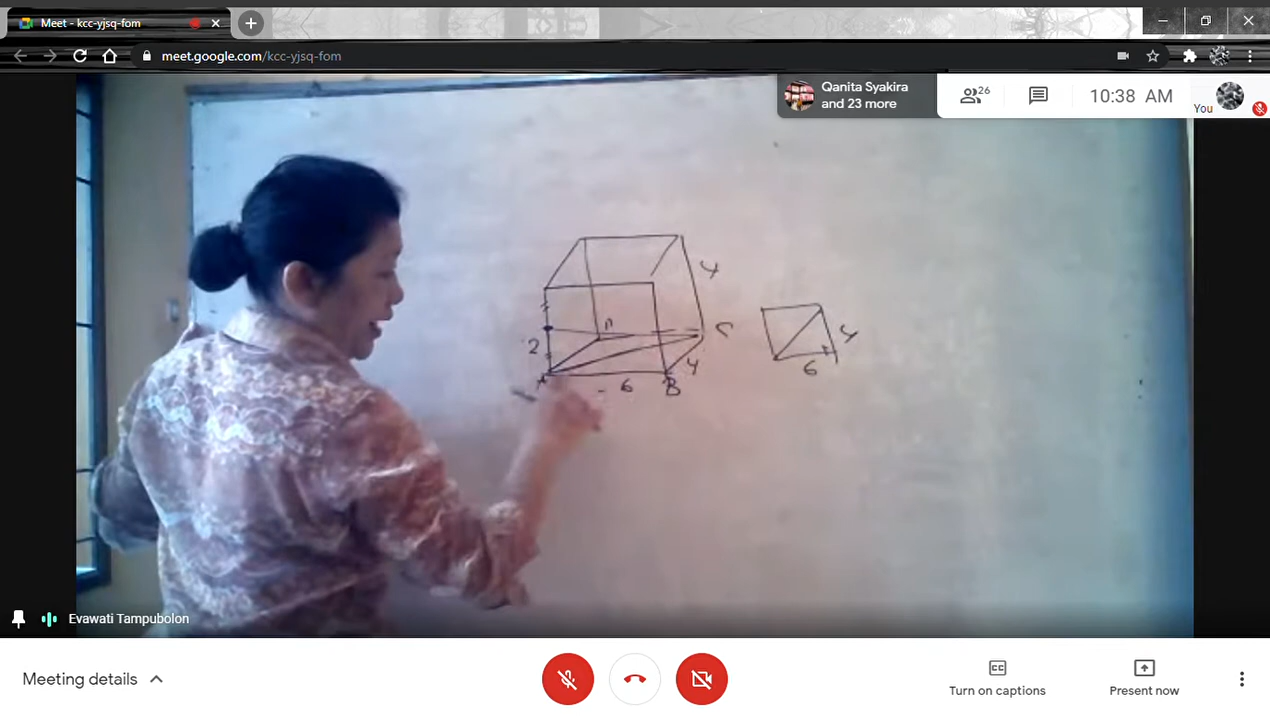 Meet - kcc-yjsq-fom
meet.google.com/kcc-yjsq-fom
Qanita Syakira
and 23 more
26
10:38 AM
You
4
D
C
2
4
A
6
B
4
6
Evawati Tampubolon
Meeting details
CC
Turn on captions
Present now